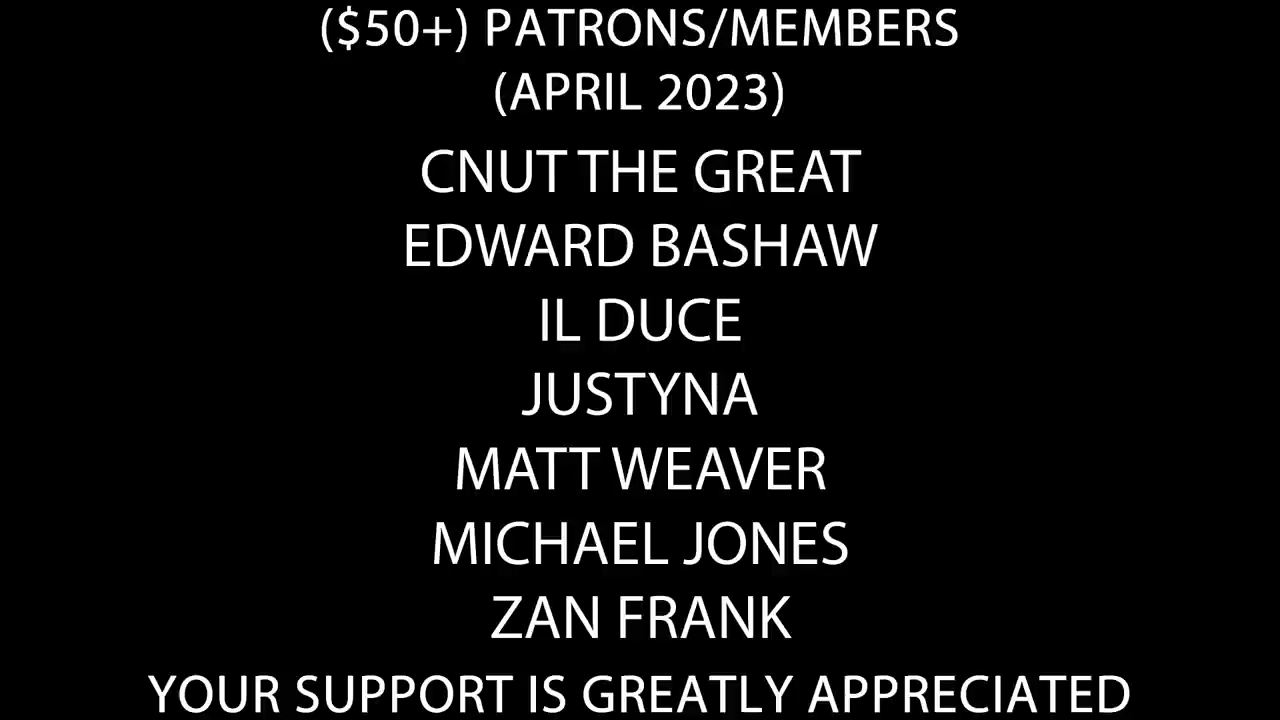 ($50+) PATRONS/MEMBERS
(APRIL 2023)
CNUT THE GREAT
EDWARD BASHAW
IL DUCE
JUSTYNA
MATT WEAVER
MICHAEL JONES
ZAN FRANK
YOUR SUPPORT IS GREATLY APPRECIATED